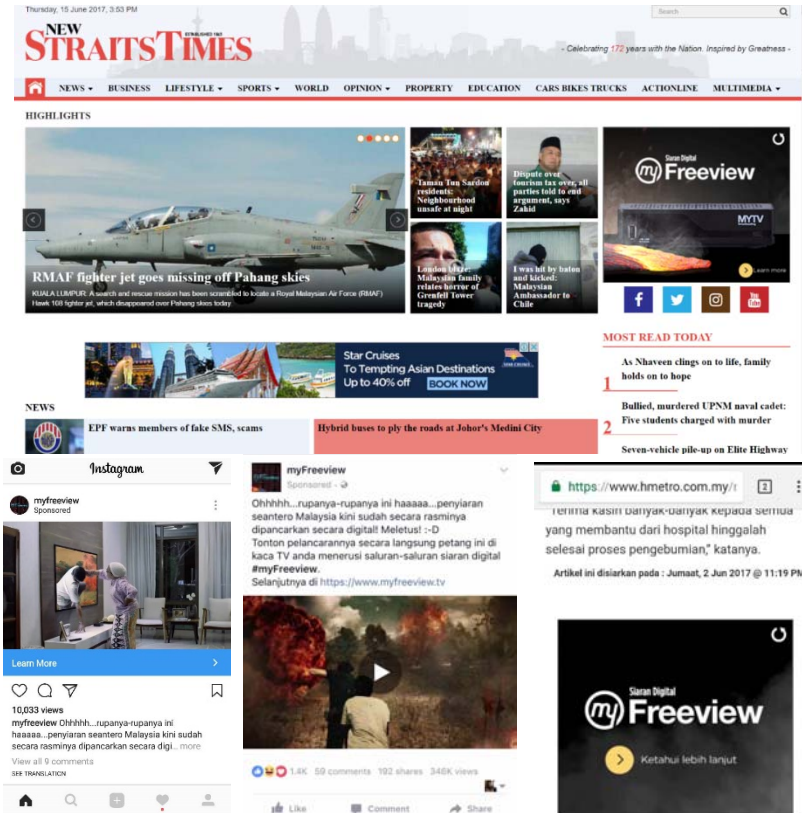 Thursday, 15 June 2017, 3:53 PM
Search
NEW
ESTABLISHED 1845
STRAITS TIMES
- Celebrating 172 years with the Nation. Inspired by Greatness -
NEWS BUSINESS LIFESTYLE SPORTS WORLD OPINION PROPERTY EDUCATION CARS BIKES TRUCKS ACTIONLINE MULTIMEDIA
HIGHLIGHTS
RMAF fighter jet goes missing off Pahang skies
KUALA LUMPUR: A search and rescue mission has been scrambled to locate a Royal Malaysian Air Force (RMAF)
Hawk 108 fighter jet, which disappeared over Pahang skies today.
Taman Tun Sardon
residents:
Neighbourhood
unsafe at night
Dispute over
tourism tax over, all
parties told to end
argument, says
Zahid
London
Malaysian family
relates horror of
Grenfell Tower
tragedy
I was hit by baton
and kicked:
Malaysian
Ambassador to
Chile
Siaran Digital
my Freeview
MYTV
Learn more
You
Tube
MOST READ TODAY
1
As Nhaveen clings on to life, family
holds on to hope
2
Bullied, murdered UPNM naval cadet:
Five students charged with murder
Seven-vehicle pile-up on Elite Highway
Star Cruises
To Tempting Asian Destinations
Up to 40% off BOOK NOW
NEWS
EPF warns members of fake SMS, scams
Hybrid buses to ply the roads at Johor's Medini City
Instagram
myfreeview
Sponsored
Learn More
10,033 views
myfreeview Ohhhhh...rupanya-rupanya ini
haaaaa...penyiaran seantero Malaysia kini sudah
secara rasminya dipancarkan secara digi... more
View all 9 comments
SEE TRANSLATION
myFreeview
Sponsored ·
Ohhhhh...rupanya-rupanya ini haaaaa...penyiaran
seantero Malaysia kini sudah secara rasminya
dipancarkan secara digital! Meletus! :-D
Tonton pelancarannya secara langsung petang ini di
kaca TV anda menerusi saluran-saluran siaran digital
#myFreeview.
Selanjutnya di https://www.myfreeview.tv
1.4K 59 comments 192 shares 346K views
Like Comment Share
https://www.hmetro.com.my/r
2
Terima kasih banyak-banyak kepada semua
yang membantu dari hospital hinggalah
selesai proses pengebumian," katanya.
Artikel ini disiarkan pada : Jumaat, 2 Jun 2017 @ 11:19 PM
Siaran Digital
my Freeview
Ketahui lebih lanjut